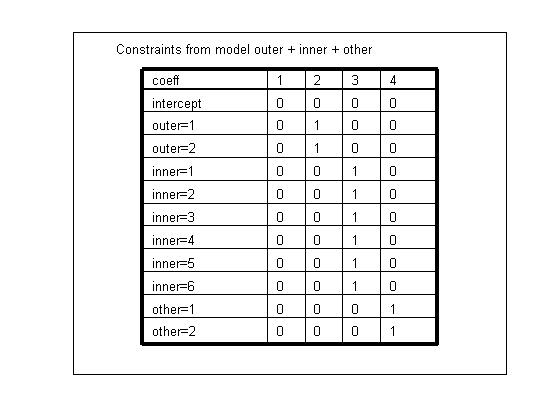 Constraints from model outer + inner + other
coeff 1 2 3 4
intercept 0 0 0 0
outer=1 0 1 0 0
outer=2 0 1 0 0
inner=1 0 0 1 0
inner=2 0 0 1 0
inner=3 0 0 1 0
inner=4 0 0 1 0
inner=5 0 0 1 0
inner=6 0 0 1 0
other=1 0 0 0 1
other=2 0 0 0 1